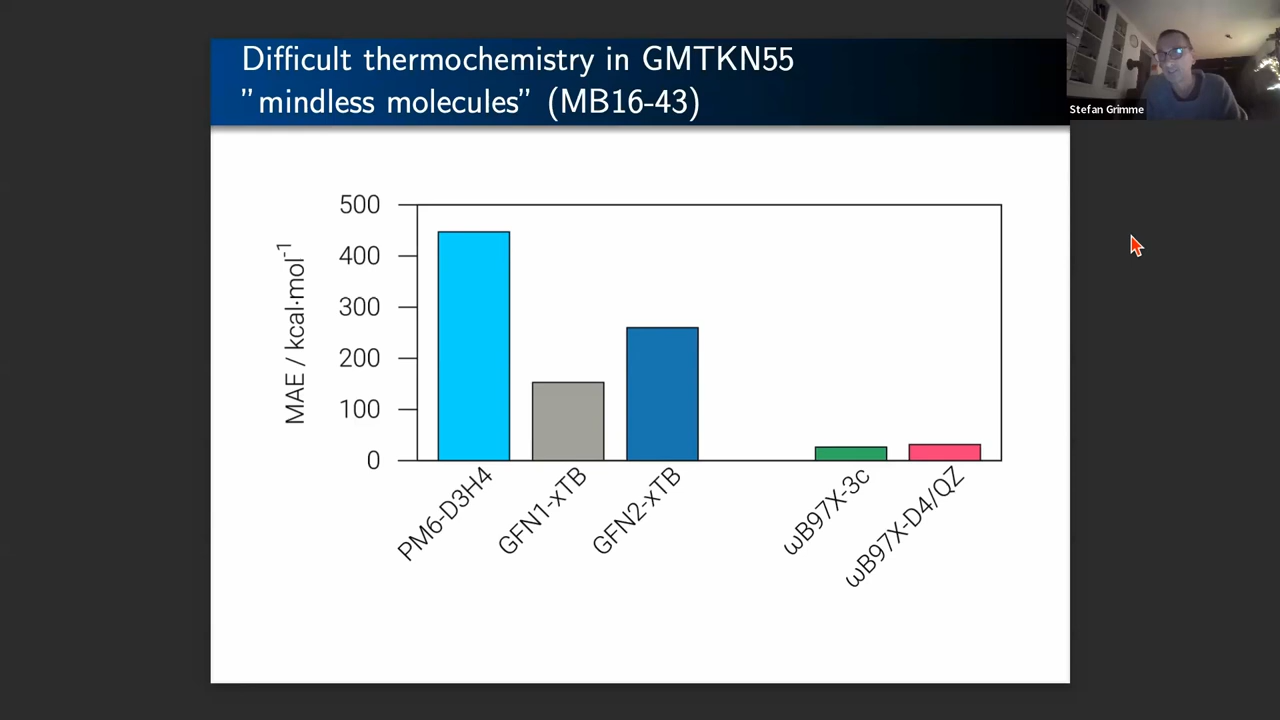 Difficult thermochemistry in GMTKN55
"mindless molecules" (MB16-43)
Stefan Grimme
MAE / kcal·mol⁻¹
500
400
300
200
100
0
PM6-D3H4
GFN1-xTB
GFN2-xTB
ωB97X-3c
ωB97X-D4/QZ